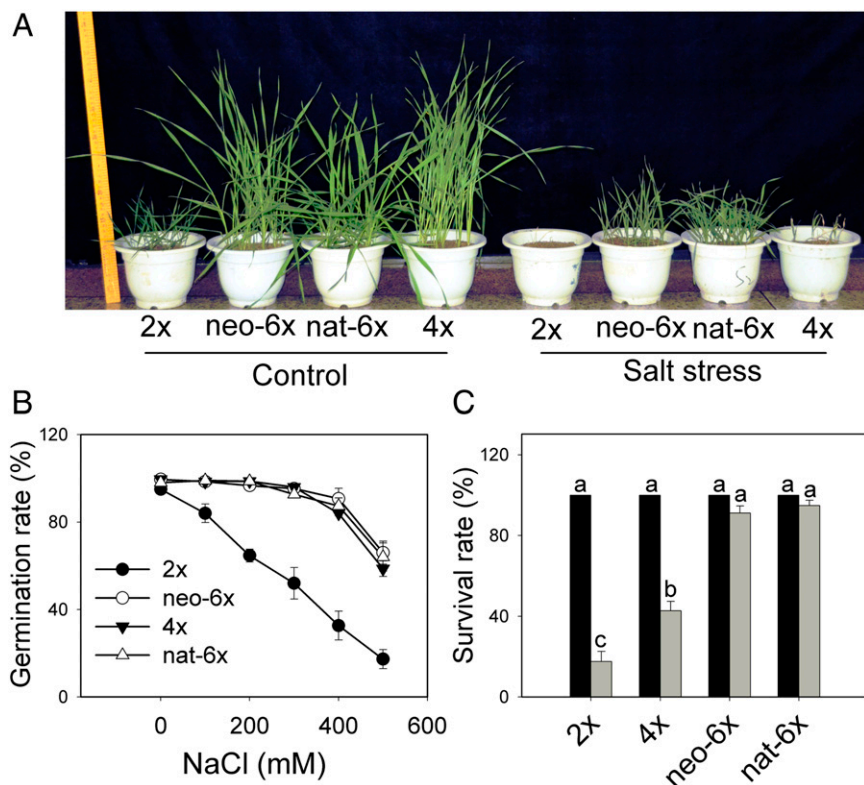 A
2x neo-6x nat-6x 4x 2x neo-6x nat-6x 4x
Control Salt stress
B
Germination rate (%)
120
80
40
0
2x
neo-6x
4x
nat-6x
0 200 400 600
NaCl (mM)
C
Survival rate (%)
120
80
40
0
a c a b a a a a
2x 4x neo-6x nat-6x